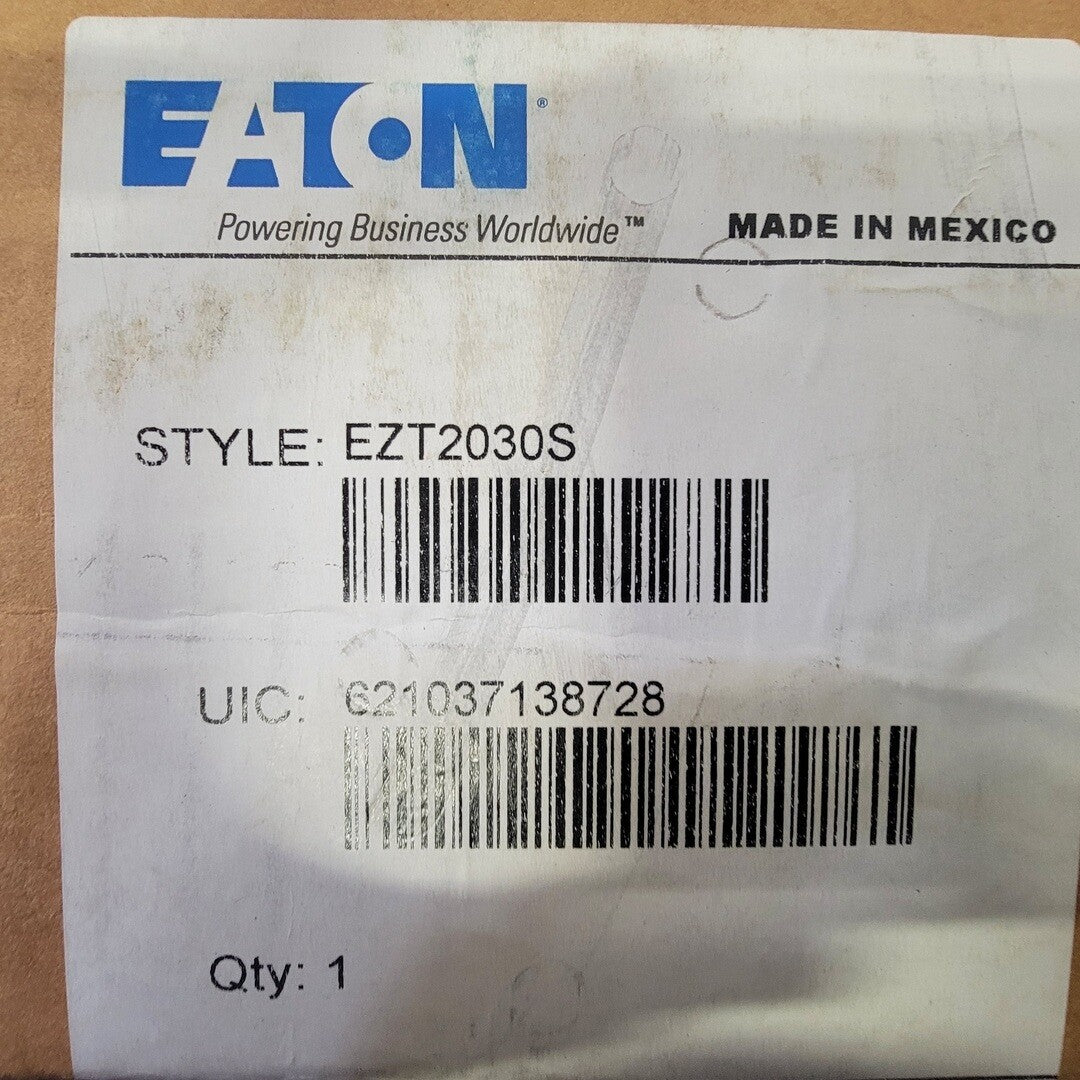 EATON®
Powering Business Worldwide™
MADE IN MEXICO
STYLE: EZT2030S
UIC: 621037138728
Qty: 1